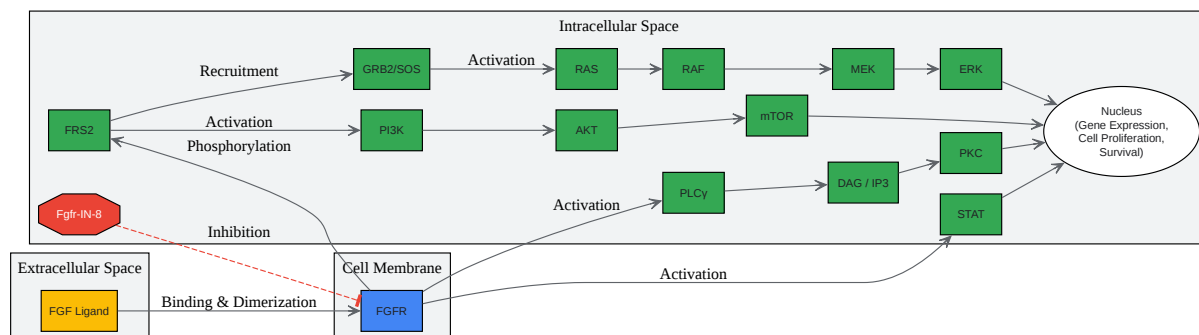 Intracellular Space
Recruitment
GRB2/SOS
Activation
RAS
RAF
MEK
ERK
FRS2
Activation
PI3K
AKT
mTOR
Nucleus
(Gene Expression,
Cell Proliferation,
Survival)
Phosphorylation
PKC
PLCγ
DAG / IP3
Activation
Fgfr-IN-8
STAT
Inhibition
Extracellular Space
Cell Membrane
Activation
FGF Ligand
Binding & Dimerization
FGFR